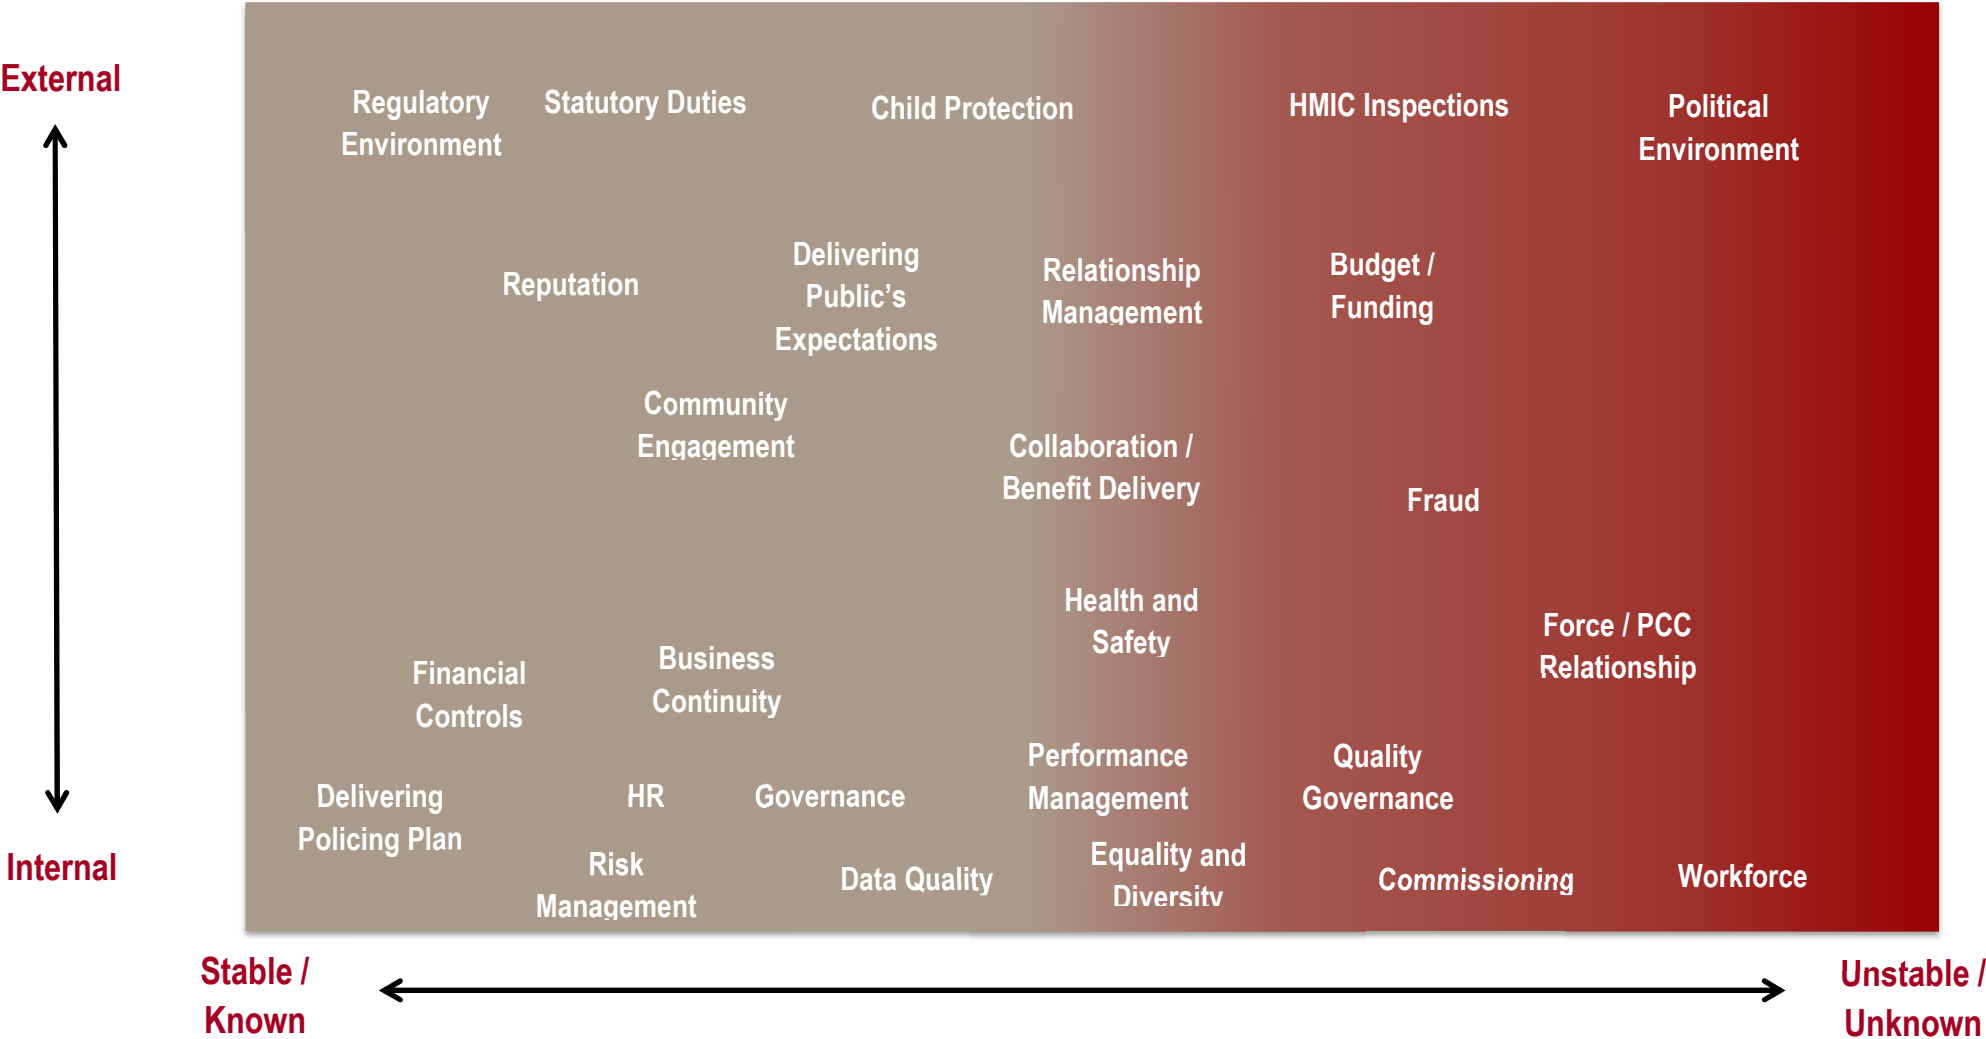 External
Regulatory
Environment
Statutory Duties
Child Protection
HMIC Inspections
Political
Environment
Reputation
Delivering
Public’s
Expectations
Relationship
Management
Budget /
Funding
Community
Engagement
Collaboration /
Benefit Delivery
Fraud
Health and
Safety
Force / PCC
Relationship
Financial
Controls
Business
Continuity
Performance
Management
Quality
Governance
Delivering
Policing Plan
HR
Governance
Risk
Management
Data Quality
Equality and
Diversity
Commissioning
Workforce
Internal
Stable /
Known
Unstable /
Unknown